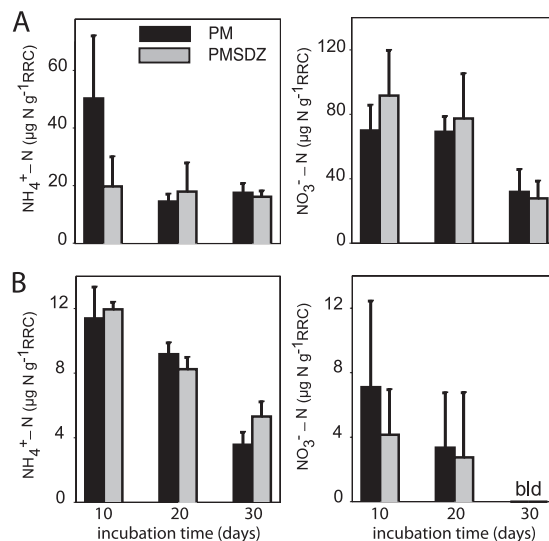 A
PM
PMSDZ
NH₄⁺–N (µg N g⁻¹RRC)
60
40
20
0
NO₃⁻–N (µg N g⁻¹RRC)
120
80
40
0
B
NH₄⁺–N (µg N g⁻¹RRC)
12
8
4
0
10
20
30
incubation time (days)
NO₃⁻–N (µg N g⁻¹RRC)
12
8
4
0
bld
10
20
30
incubation time (days)